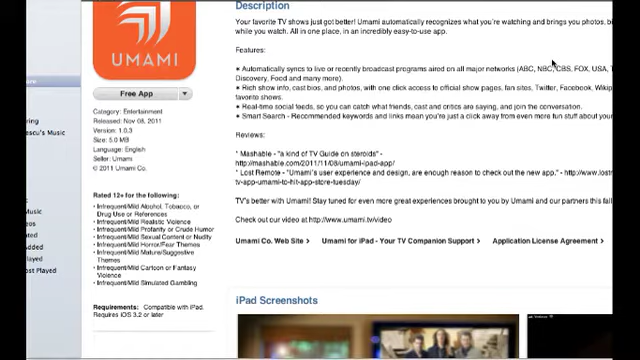 Description
Your favorite TV shows just got better! Umami automatically recognizes what you're watching and brings you photos,
while you watch. All in one place, in an incredibly easy-to-use app.
Features:
• Automatically syncs to live or recently broadcast programs aired on all major networks (ABC, NBC, CBS, FOX, USA,
Discovery, Food and many more).
• Rich show info, cast bios, and photos, with one click access to official show pages, fan sites, Twitter, Facebook,
favorite shows.
• Real-time social feeds, so you can catch what friends, cast and critics are saying, and join the conversation.
• Smart Search - Recommended keywords and links mean you're just a click away from even more fun stuff about
Reviews:
* Mashable - "a kind of TV Guide on steroids" -
http://mashable.com/2011/11/08/umami-ipad-app/
* Lost Remote - "Umami's user experience and design, are enough reason to check out the new app." - http://www.lost
tv-app-umami-to-hit-app-store-tuesday/
TV's better with Umami! Stay tuned for even more great experiences brought to you by Umami and our partners this fall
Check out our video at http://www.umami.tv/video
Umami Co. Web Site > Umami for iPad - Your TV Companion Support > Application License Agreement >
iPad Screenshots
UMAMI
Free App
Category: Entertainment
Released: Nov 08, 2011
Version: 1.0.3
Size: 5.0 MB
Language: English
Seller: Umami
© 2011 Umami Co.
Rated 12+ for the following:
• Infrequent/Mild Alcohol, Tobacco, or
Drug Use or References
• Infrequent/Mild Realistic Violence
• Infrequent/Mild Profanity or Crude Humor
• Infrequent/Mild Sexual Content or Nudity
• Infrequent/Mild Horror/Fear Themes
• Infrequent/Mild Mature/Suggestive
Themes
• Infrequent/Mild Cartoon or Fantasy
Violence
• Infrequent/Mild Simulated Gambling
Requirements: Compatible with iPad.
Requires iOS 3.2 or later
escu's Music
Music
Added
layed
ost Played